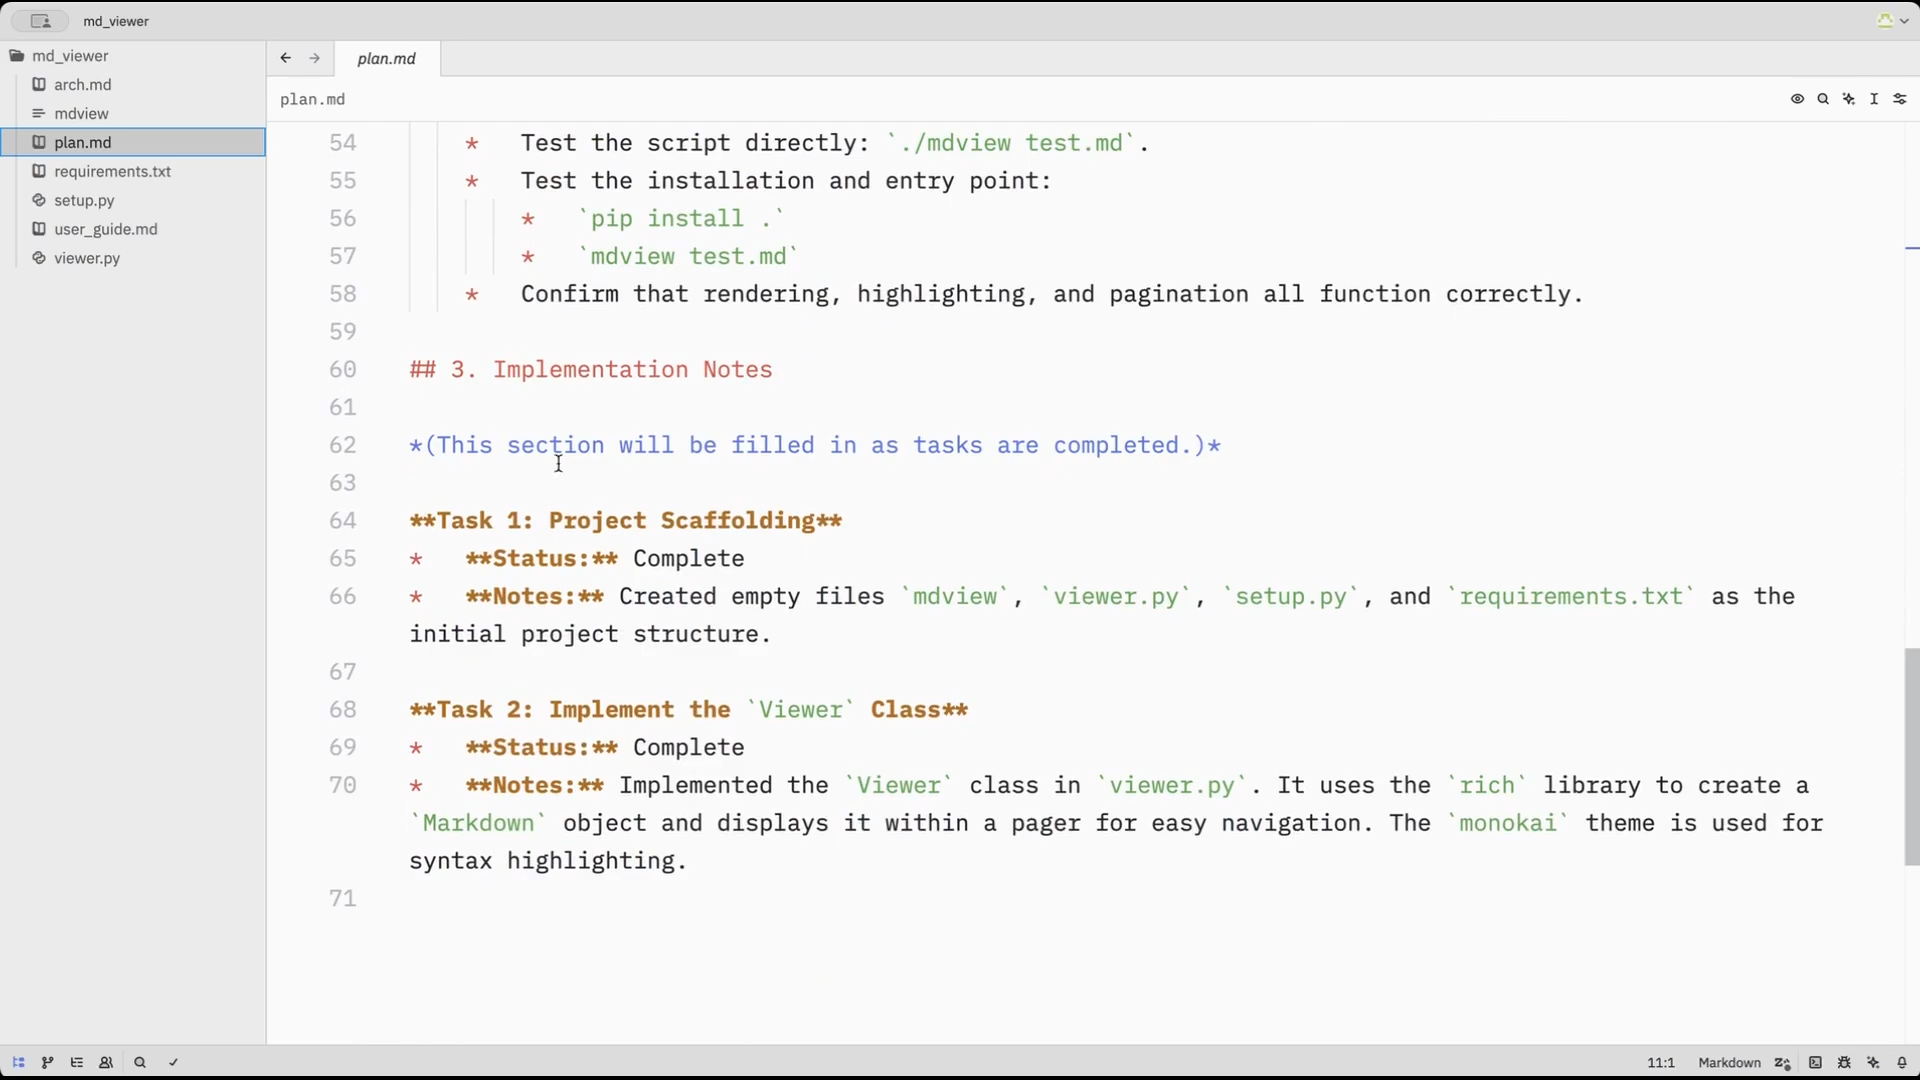 md_viewer
md_viewer
arch.md
mdview
plan.md
requirements.txt
setup.py
user_guide.md
viewer.py
plan.md
plan.md
54 * Test the script directly: `./mdview test.md`.
55 * Test the installation and entry point:
56 * `pip install .`
57 * `mdview test.md`
58 * Confirm that rendering, highlighting, and pagination all function correctly.
59
60 ## 3. Implementation Notes
61
62 *(This section will be filled in as tasks are completed.)*
63
64 **Task 1: Project Scaffolding**
65 * **Status:** Complete
66 * **Notes:** Created empty files `mdview`, `viewer.py`, `setup.py`, and `requirements.txt` as the
initial project structure.
67
68 **Task 2: Implement the `Viewer` Class**
69 * **Status:** Complete
70 * **Notes:** Implemented the `Viewer` class in `viewer.py`. It uses the `rich` library to create a
`Markdown` object and displays it within a pager for easy navigation. The `monokai` theme is used for
syntax highlighting.
71
11:1 Markdown